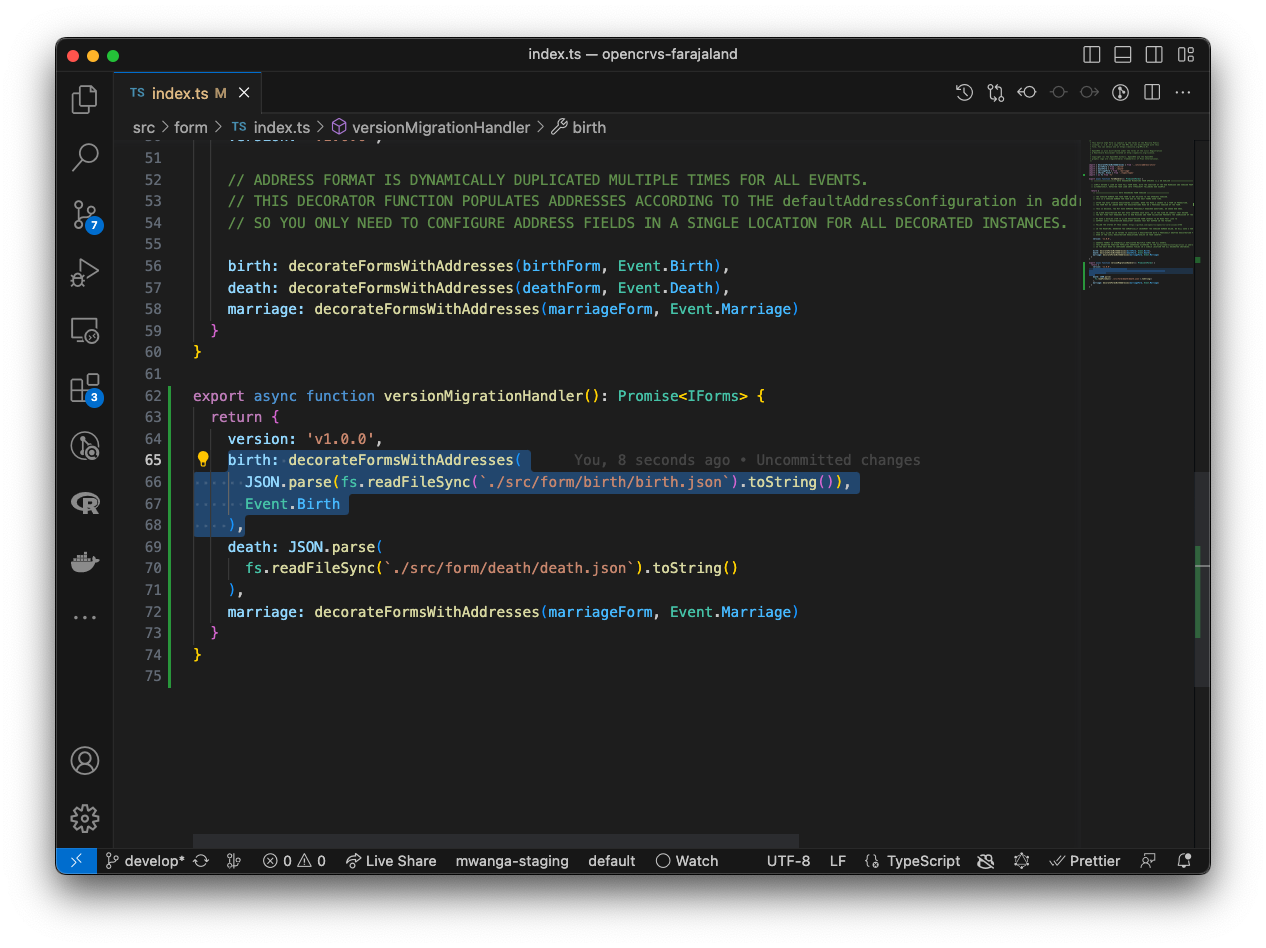 index.ts — opencrvs-farajaland
TS index.ts M
src > form > TS index.ts > versionMigrationHandler > birth
51
52 // ADDRESS FORMAT IS DYNAMICALLY DUPLICATED MULTIPLE TIMES FOR ALL EVENTS.
53 // THIS DECORATOR FUNCTION POPULATES ADDRESSES ACCORDING TO THE defaultAddressConfiguration in addr
54 // SO YOU ONLY NEED TO CONFIGURE ADDRESS FIELDS IN A SINGLE LOCATION FOR ALL DECORATED INSTANCES.
55
56 birth: decorateFormsWithAddresses(birthForm, Event.Birth),
57 death: decorateFormsWithAddresses(deathForm, Event.Death),
58 marriage: decorateFormsWithAddresses(marriageForm, Event.Marriage)
59 }
60 }
61
62 export async function versionMigrationHandler(): Promise<IForms> {
63 return {
64 version: 'v1.0.0',
65 birth: decorateFormsWithAddresses( You, 8 seconds ago • Uncommitted changes
66 JSON.parse(fs.readFileSync(`./src/form/birth/birth.json`).toString()),
67 Event.Birth
68 ),
69 death: JSON.parse(
70 fs.readFileSync(`./src/form/death/death.json`).toString()
71 ),
72 marriage: decorateFormsWithAddresses(marriageForm, Event.Marriage)
73 }
74 }
75
7
3
develop* 0 0 Live Share mwanga-staging default Watch UTF-8 LF TypeScript Prettier